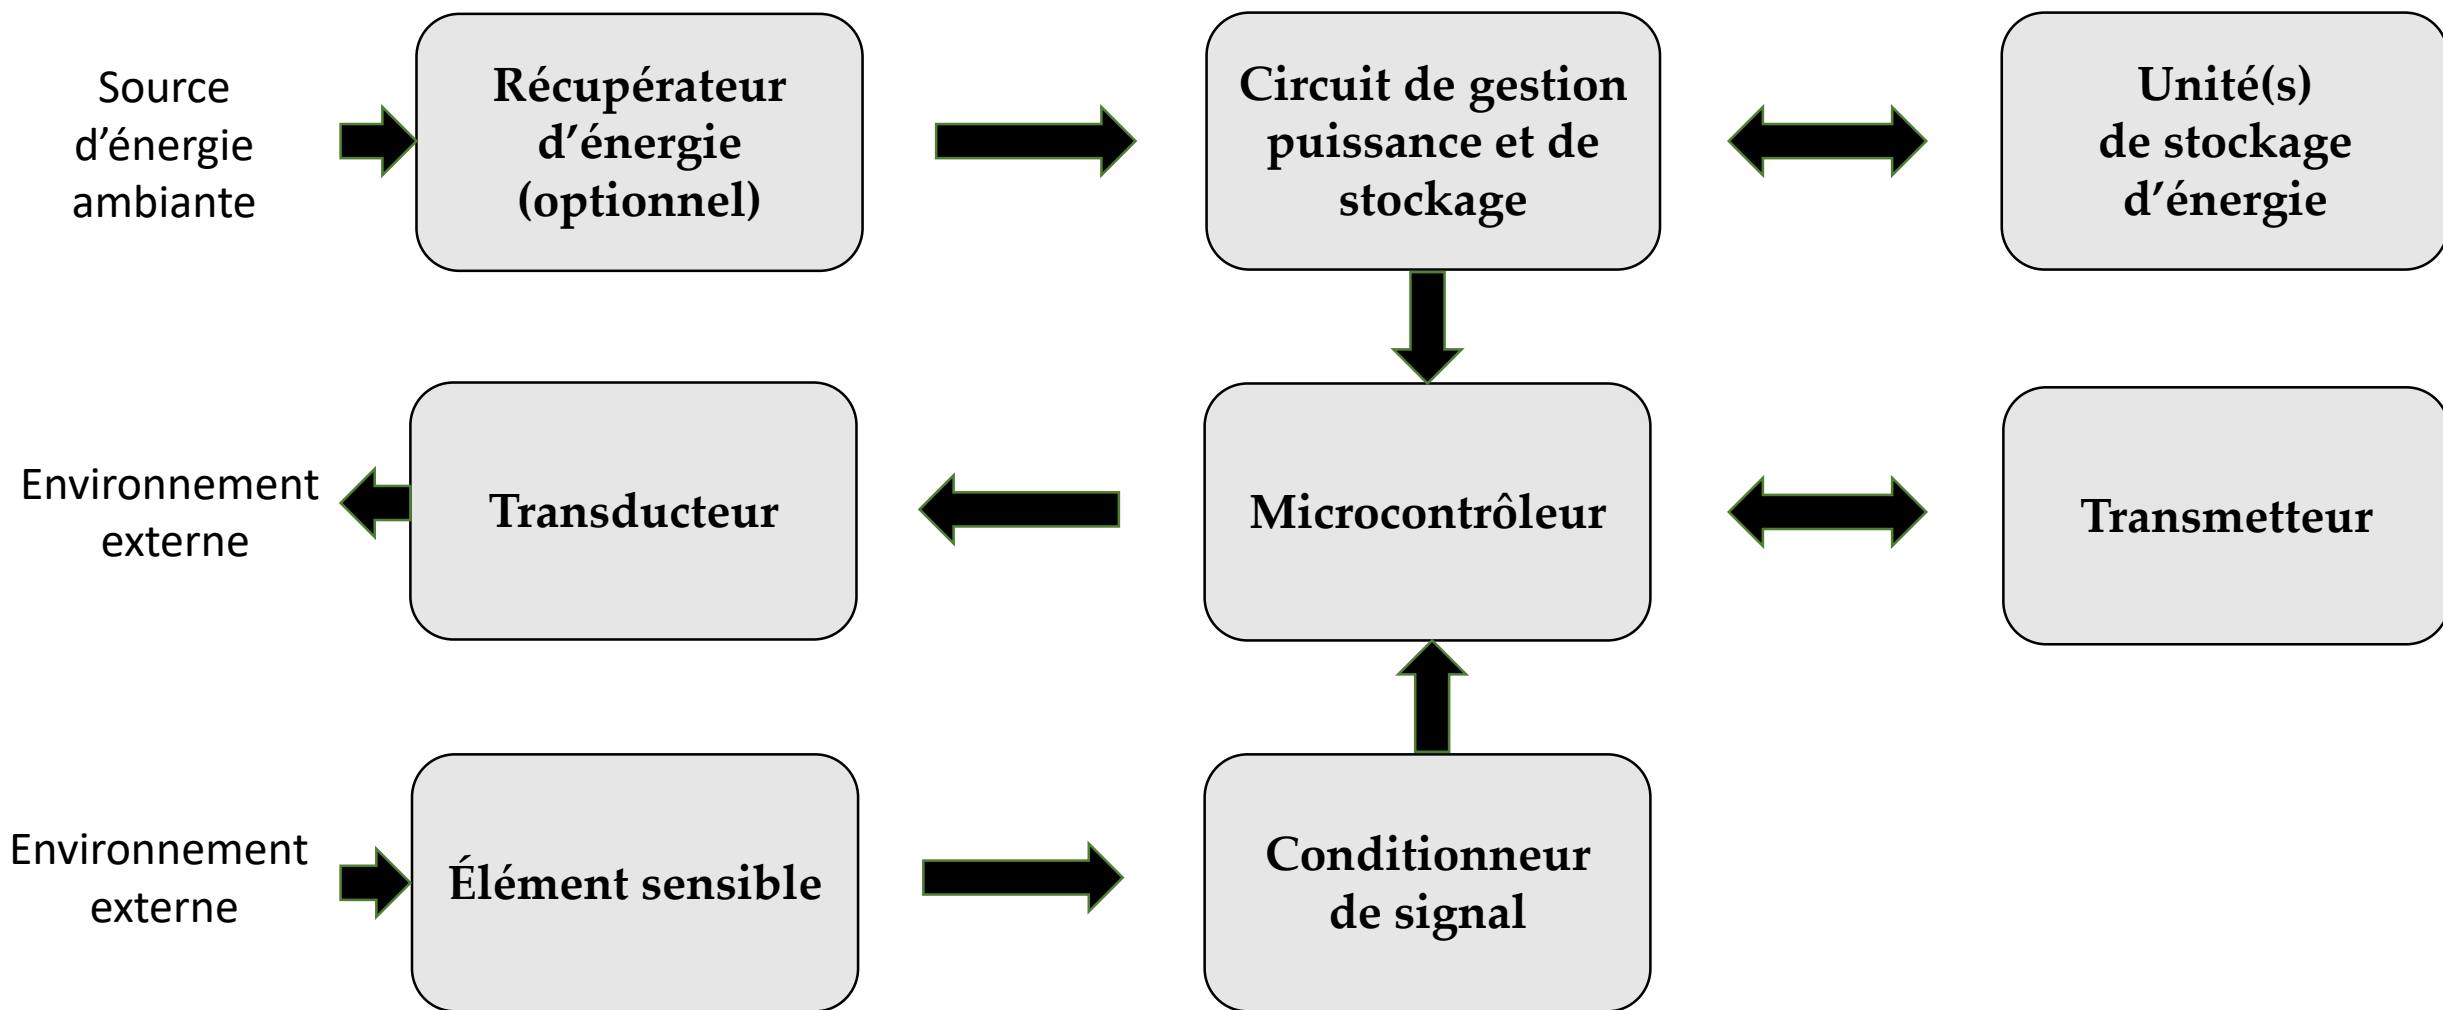 Source
d’énergie
ambiante
Récupérateur
d’énergie
(optionnel)
Circuit de gestion
puissance et de
stockage
Unité(s)
de stockage
d’énergie
Environnement
externe
Transducteur
Microcontrôleur
Transmetteur
Environnement
externe
Élément sensible
Conditionneur
de signal